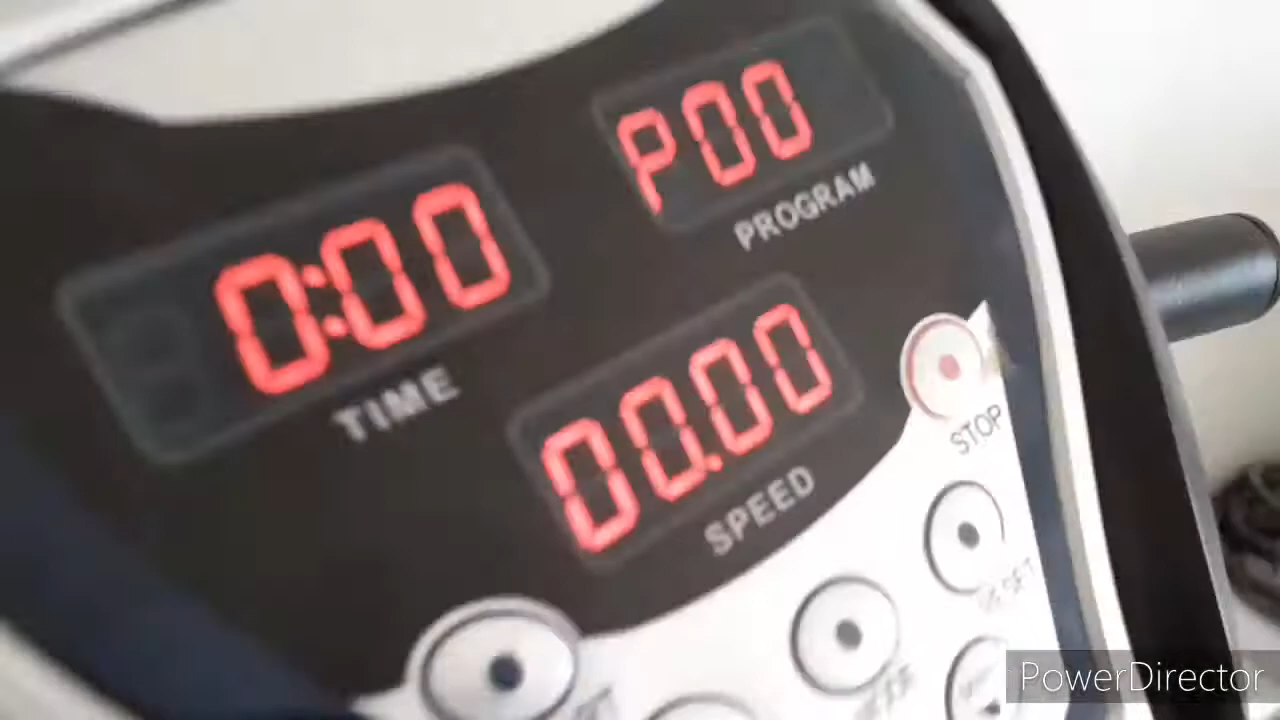 P00
PROGRAM
0:00
TIME
00.00
SPEED
STOP
PowerDirector